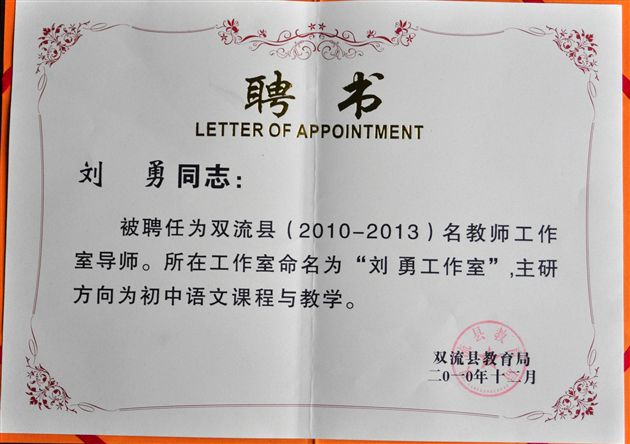 聘 书
LETTER OF APPOINTMENT
刘 勇 同志：
被聘任为双流县（2010-2013）名教师工作
室导师。所在工作室命名为“刘 勇工作室”,主研
方向为初中语文课程与教学。
双流县教育局
二0一0年十二月